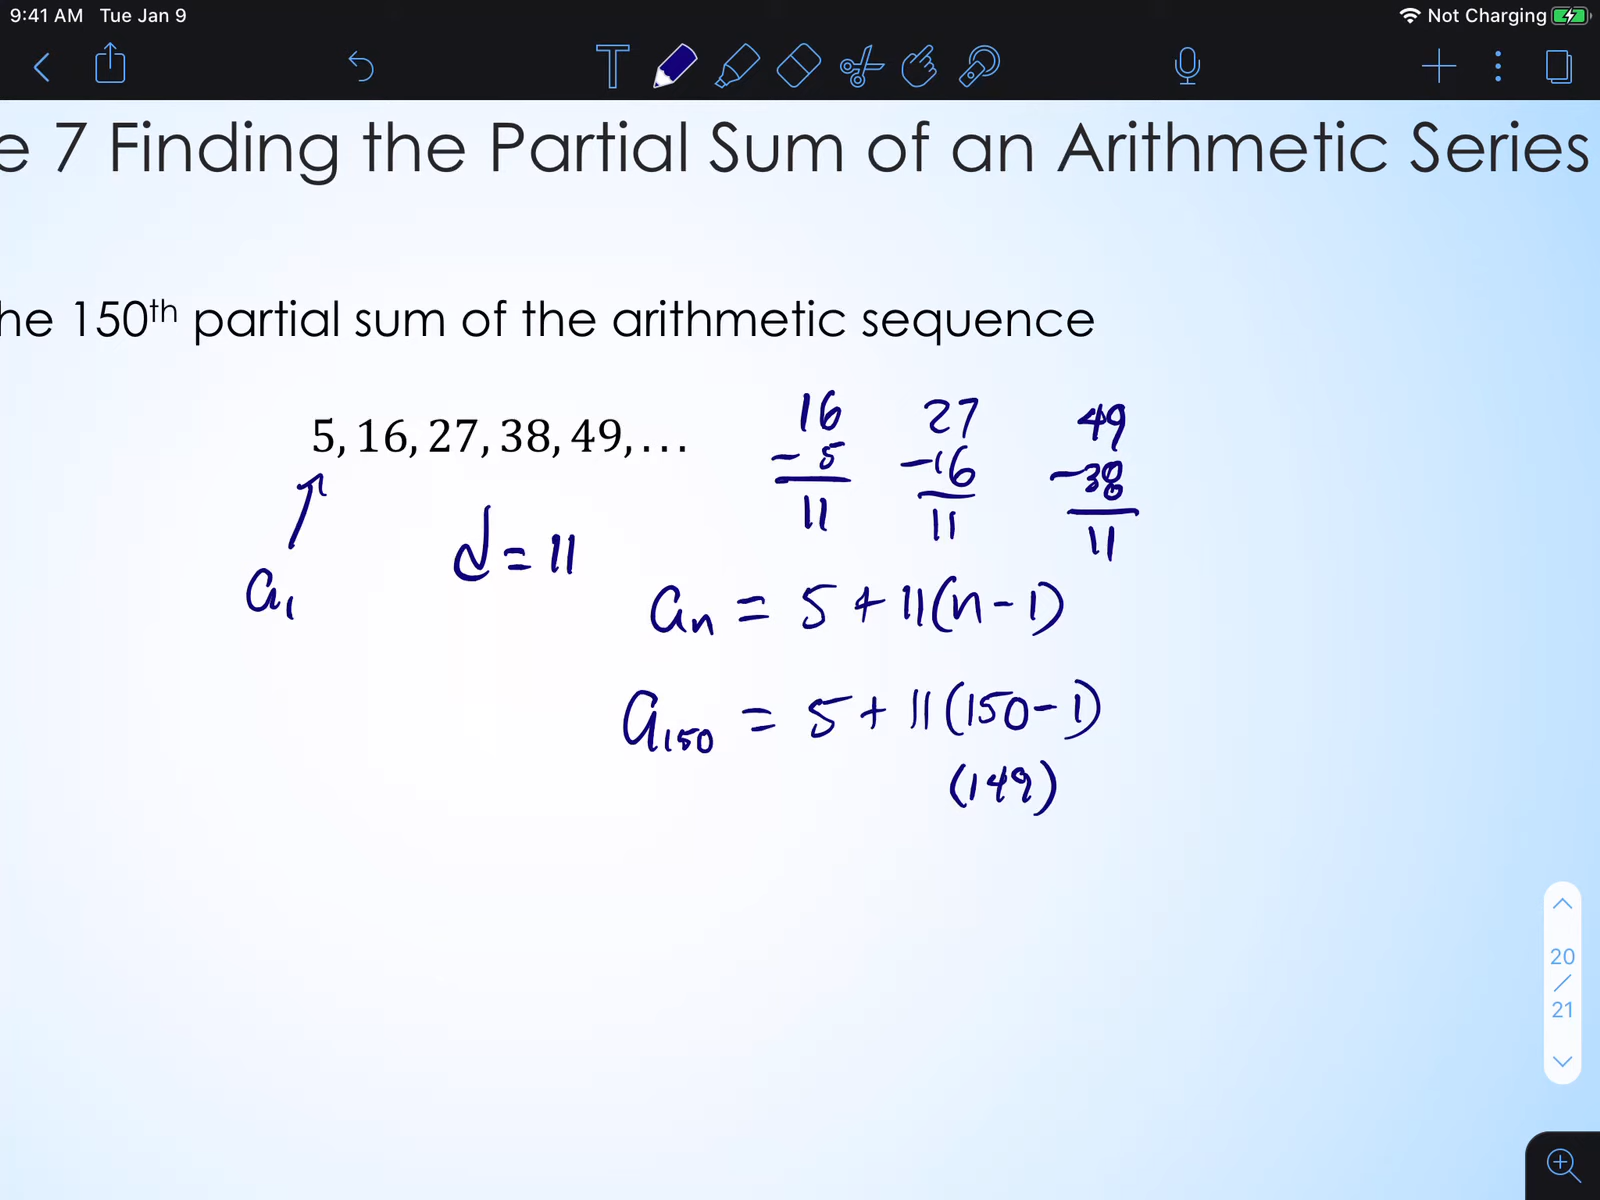 9:41 AM Tue Jan 9
Not Charging
e 7 Finding the Partial Sum of an Arithmetic Series
he 150th partial sum of the arithmetic sequence
5, 16, 27, 38, 49, ...
16
- 5
11
27
-16
11
49
-38
11
a1
d = 11
an = 5 + 11(n - 1)
a150 = 5 + 11(150 - 1)
(149)
20
/
21